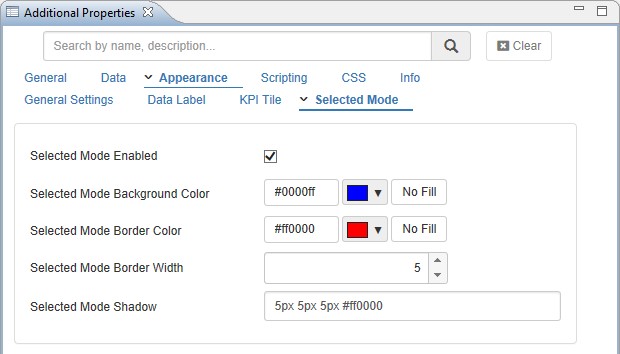 Additional Properties
Search by name, description... Clear
General Data Appearance Scripting CSS Info
General Settings Data Label KPI Tile Selected Mode
Selected Mode Enabled
Selected Mode Background Color #0000ff No Fill
Selected Mode Border Color #ff0000 No Fill
Selected Mode Border Width 5
Selected Mode Shadow 5px 5px 5px #ff0000